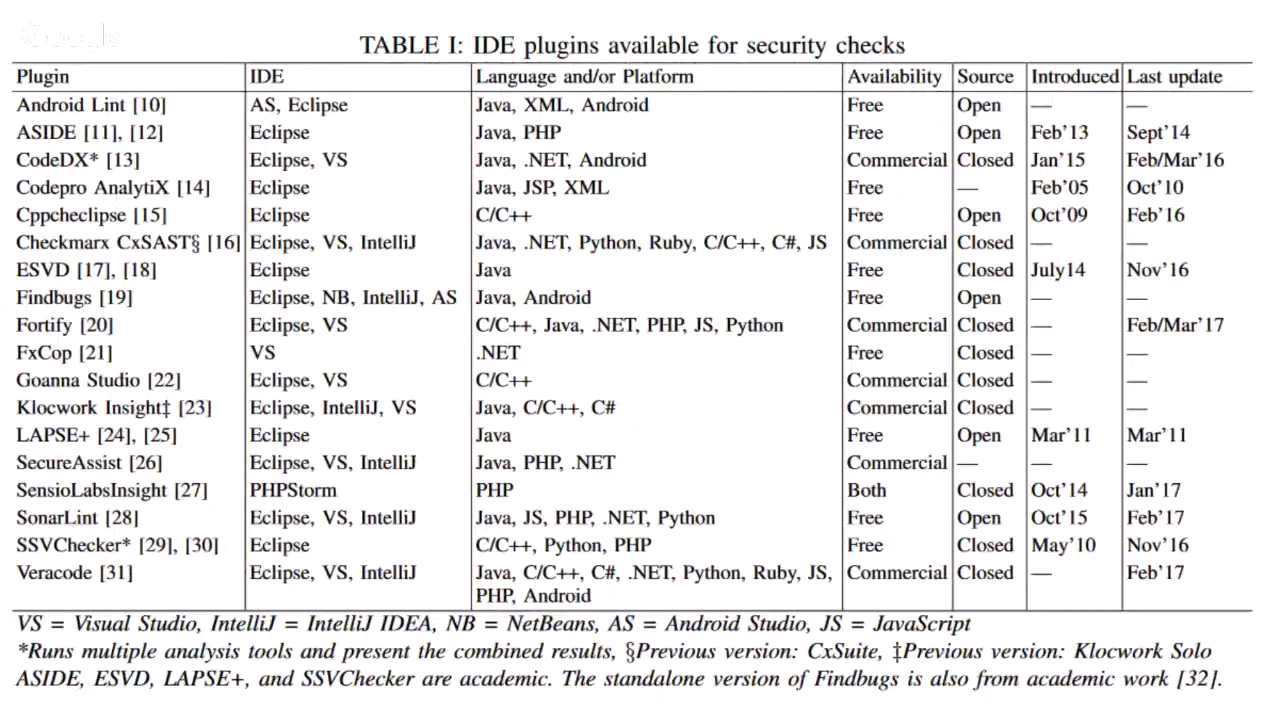 TABLE I: IDE plugins available for security checks
Plugin IDE Language and/or Platform Availability Source Introduced Last update
Android Lint [10] AS, Eclipse Java, XML, Android Free Open — —
ASIDE [11], [12] Eclipse Java, PHP Free Open Feb’13 Sept’14
CodeDX* [13] Eclipse, VS Java, .NET, Android Commercial Closed Jan’15 Feb/Mar’16
Codepro AnalytiX [14] Eclipse Java, JSP, XML Free — Feb’05 Oct’10
Cppcheclipse [15] Eclipse C/C++ Free Open Oct’09 Feb’16
Checkmarx CxSAST§ [16] Eclipse, VS, IntelliJ Java, .NET, Python, Ruby, C/C++, C#, JS Commercial Closed — —
ESVD [17], [18] Eclipse Java Free Closed July14 Nov’16
Findbugs [19] Eclipse, NB, IntelliJ, AS Java, Android Free Open — —
Fortify [20] Eclipse, VS C/C++, Java, .NET, PHP, JS, Python Commercial Closed — Feb/Mar’17
FxCop [21] VS .NET Free Closed — —
Goanna Studio [22] Eclipse, VS C/C++ Commercial Closed — —
Klocwork Insight‡ [23] Eclipse, IntelliJ, VS Java, C/C++, C# Commercial Closed — —
LAPSE+ [24], [25] Eclipse Java Free Open Mar’11 Mar’11
SecureAssist [26] Eclipse, VS, IntelliJ Java, PHP, .NET Commercial — — —
SensioLabsInsight [27] PHPStorm PHP Both Closed Oct’14 Jan’17
SonarLint [28] Eclipse, VS, IntelliJ Java, JS, PHP, .NET, Python Free Open Oct’15 Feb’17
SSVChecker* [29], [30] Eclipse C/C++, Python, PHP Free Closed May’10 Nov’16
Veracode [31] Eclipse, VS, IntelliJ Java, C/C++, C#, .NET, Python, Ruby, JS, Commercial Closed — Feb’17
PHP, Android
VS = Visual Studio, IntelliJ = IntelliJ IDEA, NB = NetBeans, AS = Android Studio, JS = JavaScript
*Runs multiple analysis tools and present the combined results, §Previous version: CxSuite, ‡Previous version: Klocwork Solo
ASIDE, ESVD, LAPSE+, and SSVChecker are academic. The standalone version of Findbugs is also from academic work [32].